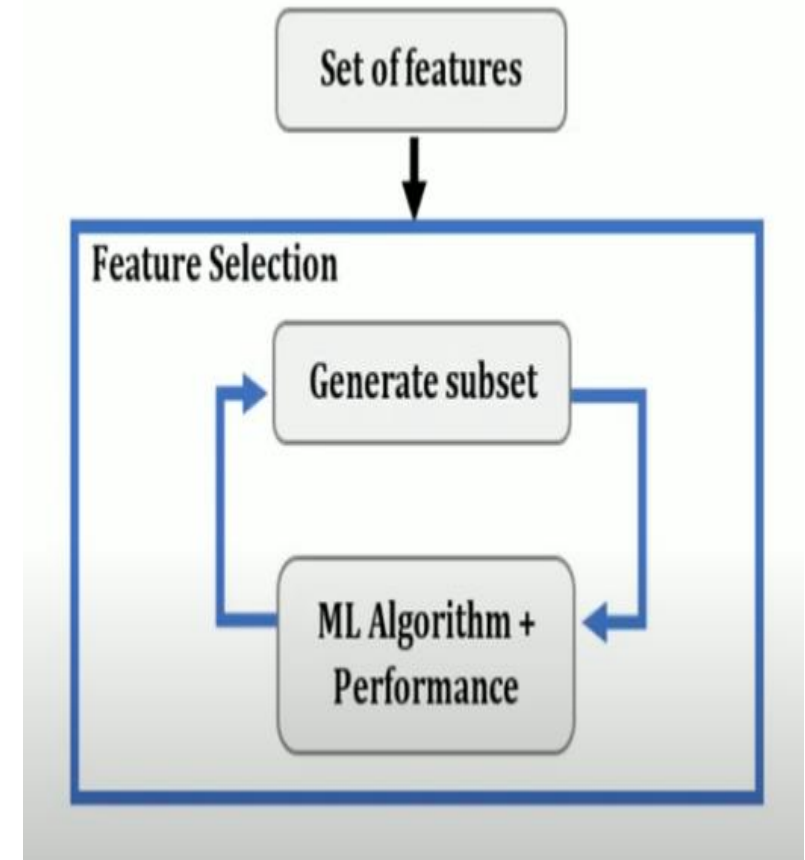 Set of features
Feature Selection
Generate subset
ML Algorithm +
Performance